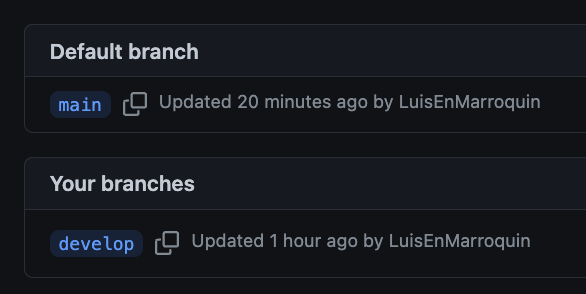 Default branch
main Updated 20 minutes ago by LuisEnMarroquin
Your branches
develop Updated 1 hour ago by LuisEnMarroquin